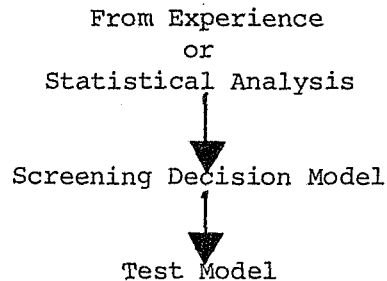 From Experience
or
Statistical Analysis
Screening Decision Model
Test Model